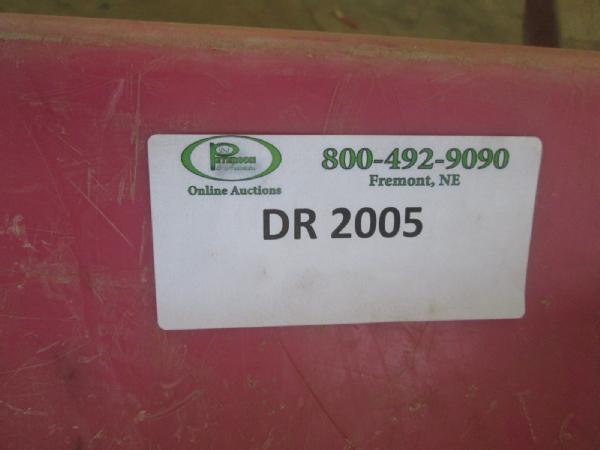 800-492-9090
Online Auctions
Fremont, NE
DR 2005